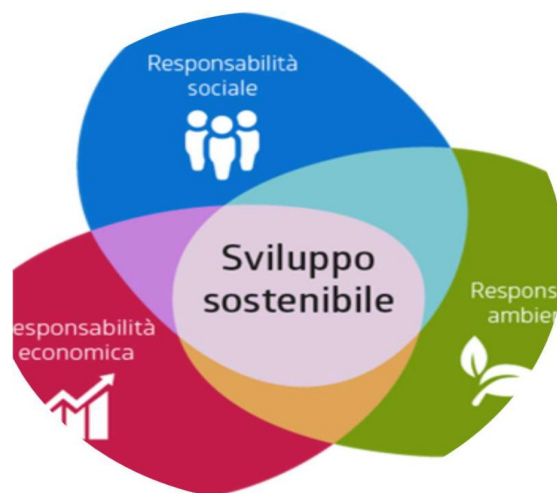 Responsabilità
sociale
Sviluppo
sostenibile
esponsabilità
economica
Respons
ambien